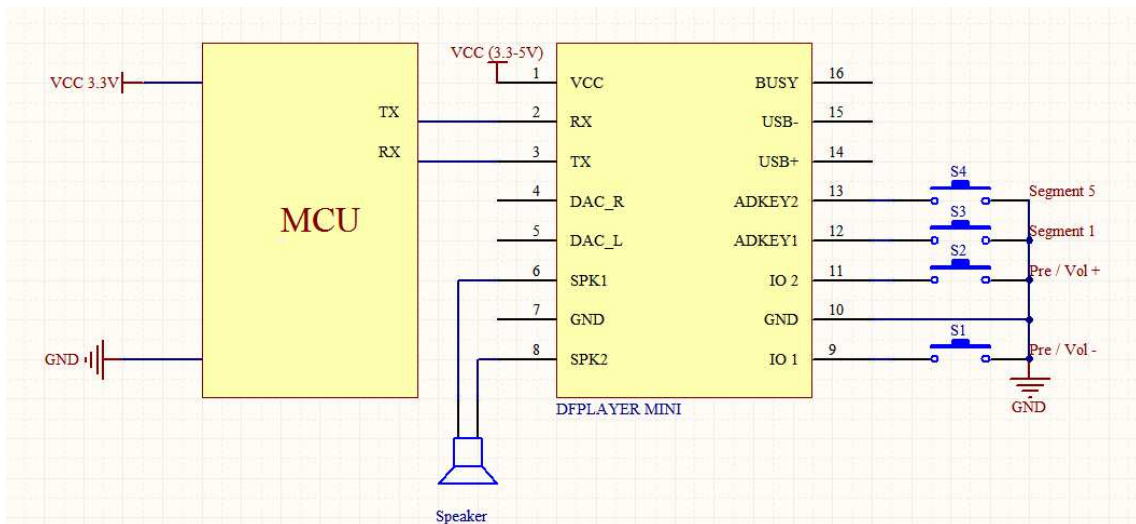 VCC 3.3V
GND
TX
RX
MCU
VCC (3.3-5V)
1 VCC
2 RX
3 TX
4 DAC_R
5 DAC_L
6 SPK1
7 GND
8 SPK2
BUSY 16
USB- 15
USB+ 14
ADKEY2 13
ADKEY1 12
IO 2 11
GND 10
IO 1 9
DFPLAYER MINI
Speaker
S4
Segment 5
S3
Segment 1
S2
Pre / Vol +
S1
Pre / Vol -
GND